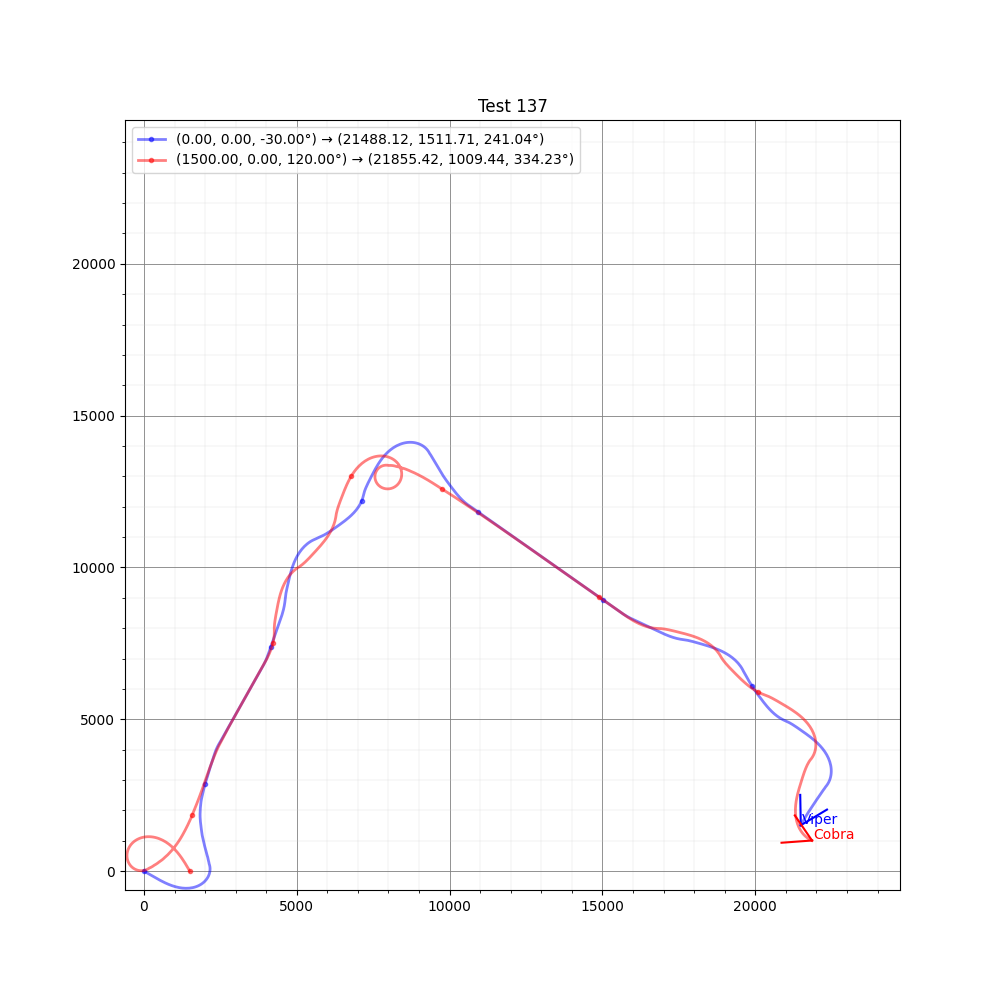 Test 137
(0.00, 0.00, -30.00°) → (21488.12, 1511.71, 241.04°)
(1500.00, 0.00, 120.00°) → (21855.42, 1009.44, 334.23°)
20000
15000
10000
5000
0
Viper
Cobra
0 5000 10000 15000 20000